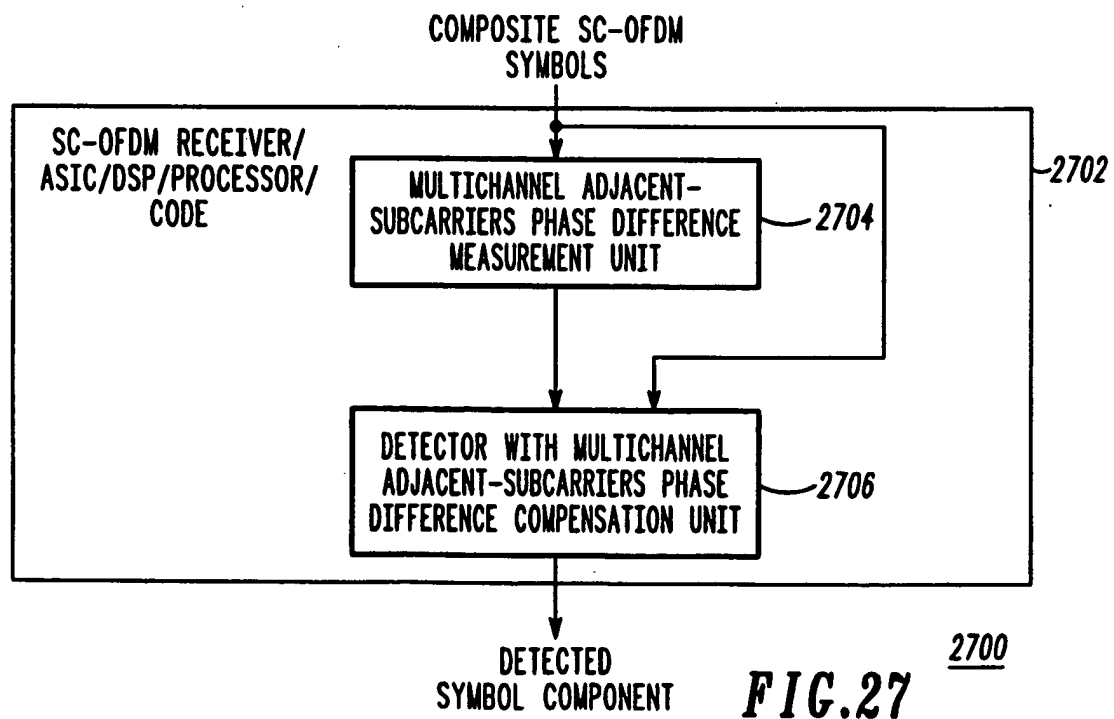 COMPOSITE SC-OFDM
SYMBOLS
SC-OFDM RECEIVER/
ASIC/DSP/PROCESSOR/
CODE
2702
MULTICHANNEL ADJACENT-
SUBCARRIERS PHASE DIFFERENCE
MEASUREMENT UNIT
2704
DETECTOR WITH MULTICHANNEL
ADJACENT-SUBCARRIERS PHASE
DIFFERENCE COMPENSATION UNIT
2706
DETECTED
SYMBOL COMPONENT
2700
FIG.27